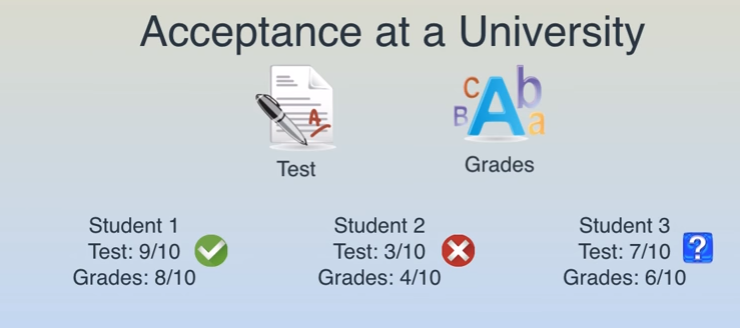 Acceptance at a University
Test
Grades
Student 1
Test: 9/10
Grades: 8/10
Student 2
Test: 3/10
Grades: 4/10
Student 3
Test: 7/10
Grades: 6/10